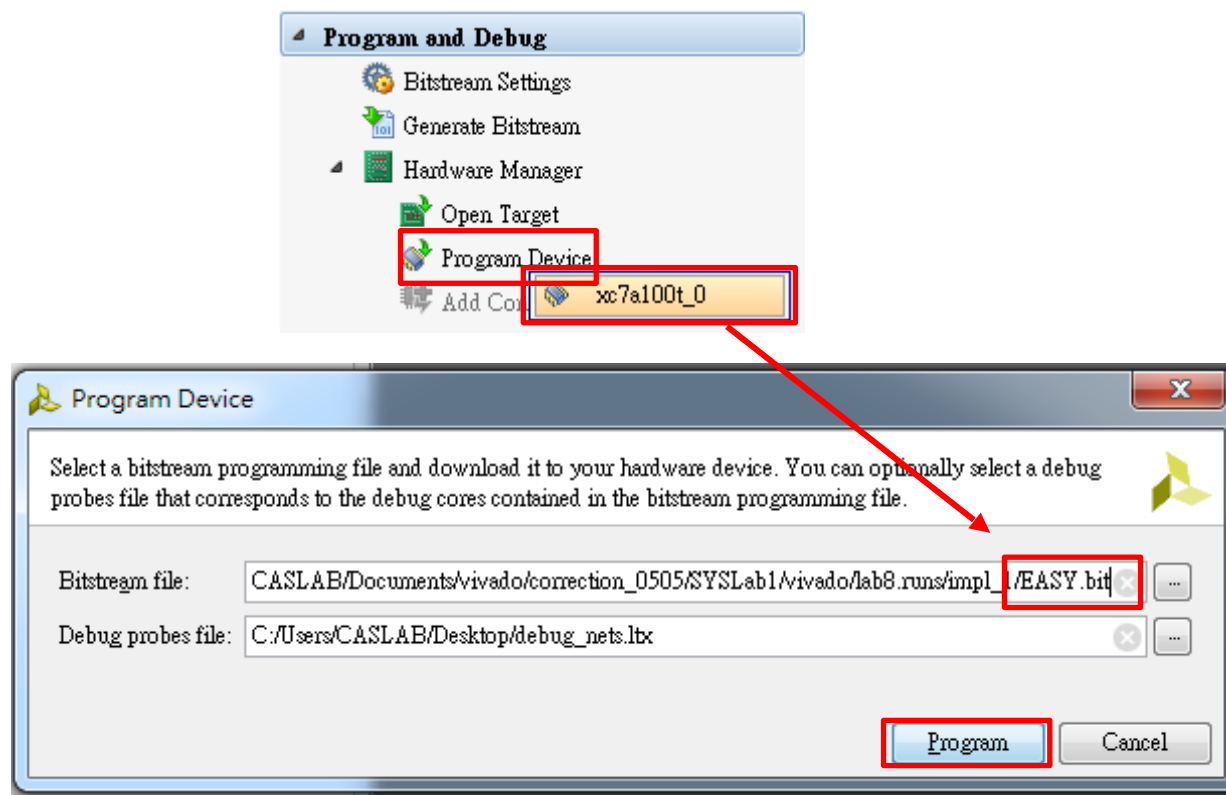 Program and Debug
Bitstream Settings
Generate Bitstream
Hardware Manager
Open Target
Program Device
Add Con
xc7a100t_0
Program Device
Select a bitstream programming file and download it to your hardware device. You can optionally select a debug
probes file that corresponds to the debug cores contained in the bitstream programming file.
Bitstream file: CASLAB/Documents/vivado/correction_0505/SYSLab1/vivado/lab8.runs/impl_1/EASY.bit ...
Debug probes file: C:/Users/CASLAB/Desktop/debug_nets.ltx ...
Program Cancel